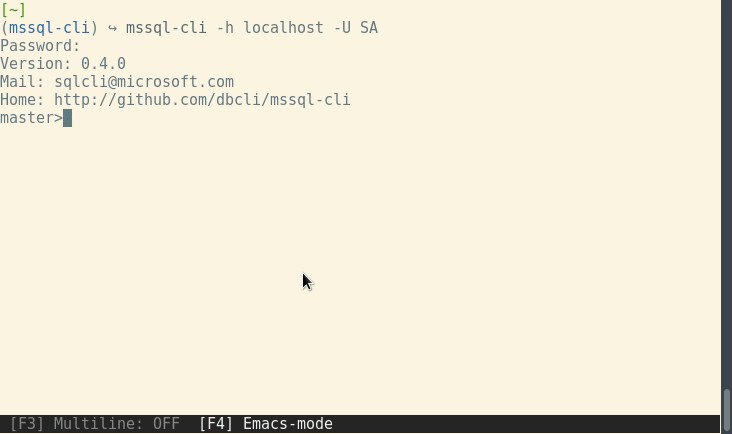 [~]
(mssql-cli) ↪ mssql-cli -h localhost -U SA
Password:
Version: 0.4.0
Mail: sqlcli@microsoft.com
Home: http://github.com/dbcli/mssql-cli
master>
[F3] Multiline: OFF  [F4] Emacs-mode